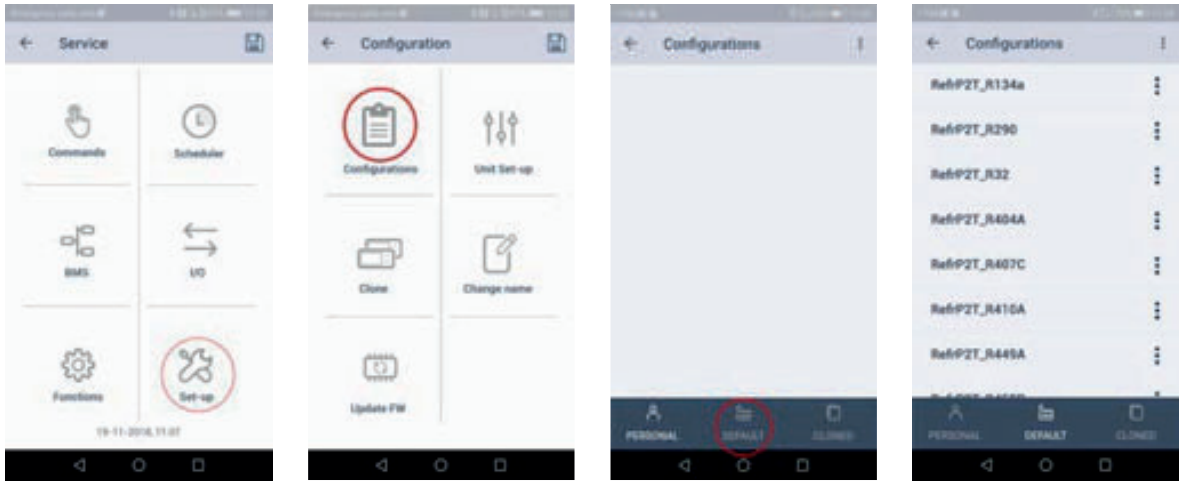 Service
Commands
Scheduler
BMS
I/O
Functions
Set-up
19-11-2018, 11:07
Configuration
Configurations
Unit Set-up
Clone
Change name
Update FW
Configurations
PERSONAL
DEFAULT
CLONED
Configurations
RefrP2T_R134a
RefrP2T_R290
RefrP2T_R32
RefrP2T_R404A
RefrP2T_R407C
RefrP2T_R410A
RefrP2T_R449A
PERSONAL
DEFAULT
CLONED